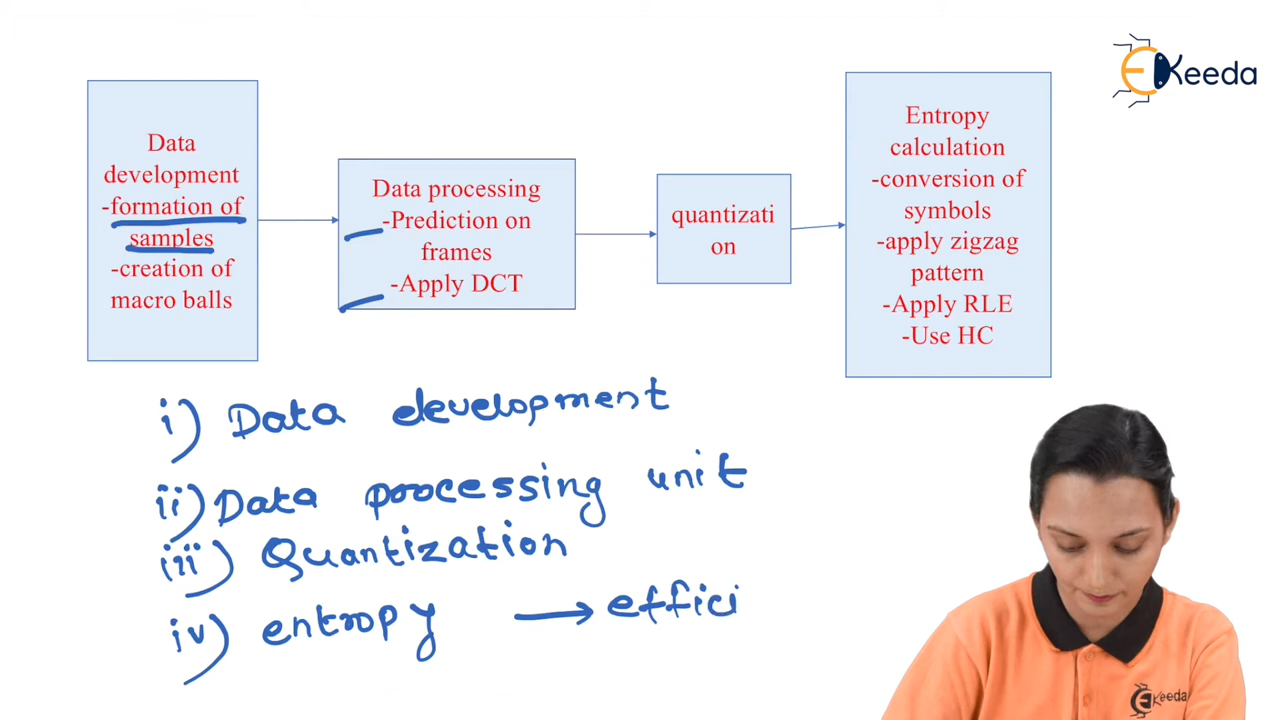 Keeda
Data
development
-formation of
samples
-creation of
macro balls
Data processing
-Prediction on
frames
-Apply DCT
quantizati
on
Entropy
calculation
-conversion of
symbols
-apply zigzag
pattern
-Apply RLE
-Use HC
i) Data development
ii) Data processing unit
iii) Quantization
iv) entropy → effici
Keeda